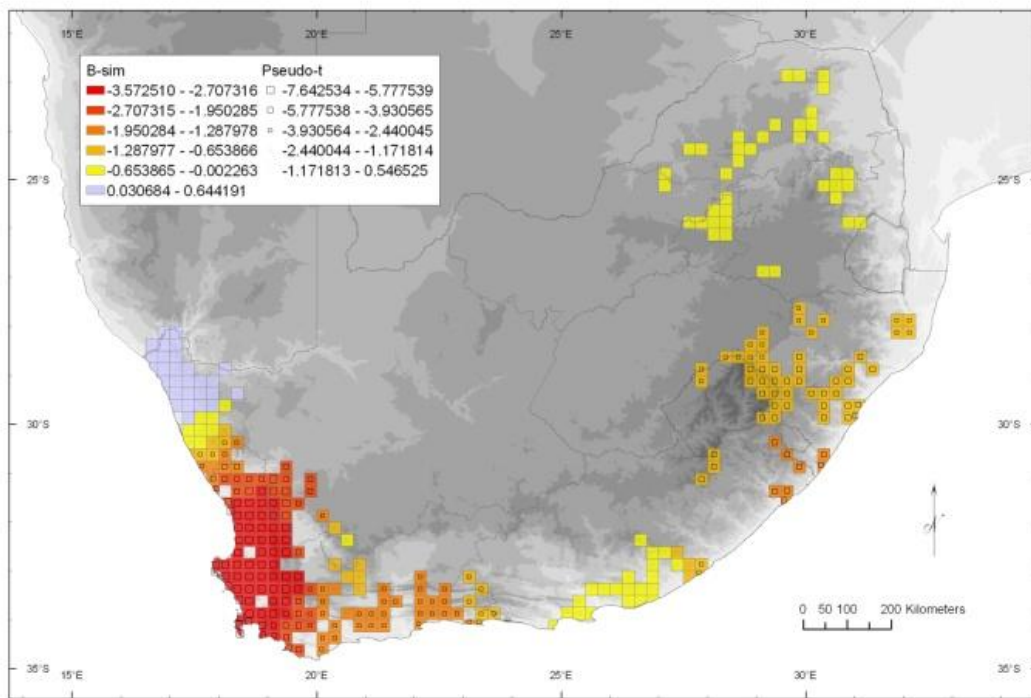 15°E 20°E 30°E
B-sim Pseudo-t
-3.572510 - -2.707316 -7.642534 - -5.777539
-2.707315 - -1.950285 -5.777538 - -3.930565
-1.950284 - -1.287978 -3.930564 - -2.440045
-1.287977 - -0.653866 -2.440044 - -1.171814
-0.653865 - -0.002263 -1.171813 - 0.546525
0.030684 - 0.644191
25°S 25°S
30°S 30°S
0 50 100 200 Kilometers
35°S 35°S
15°E 20°E 25°E 30°E